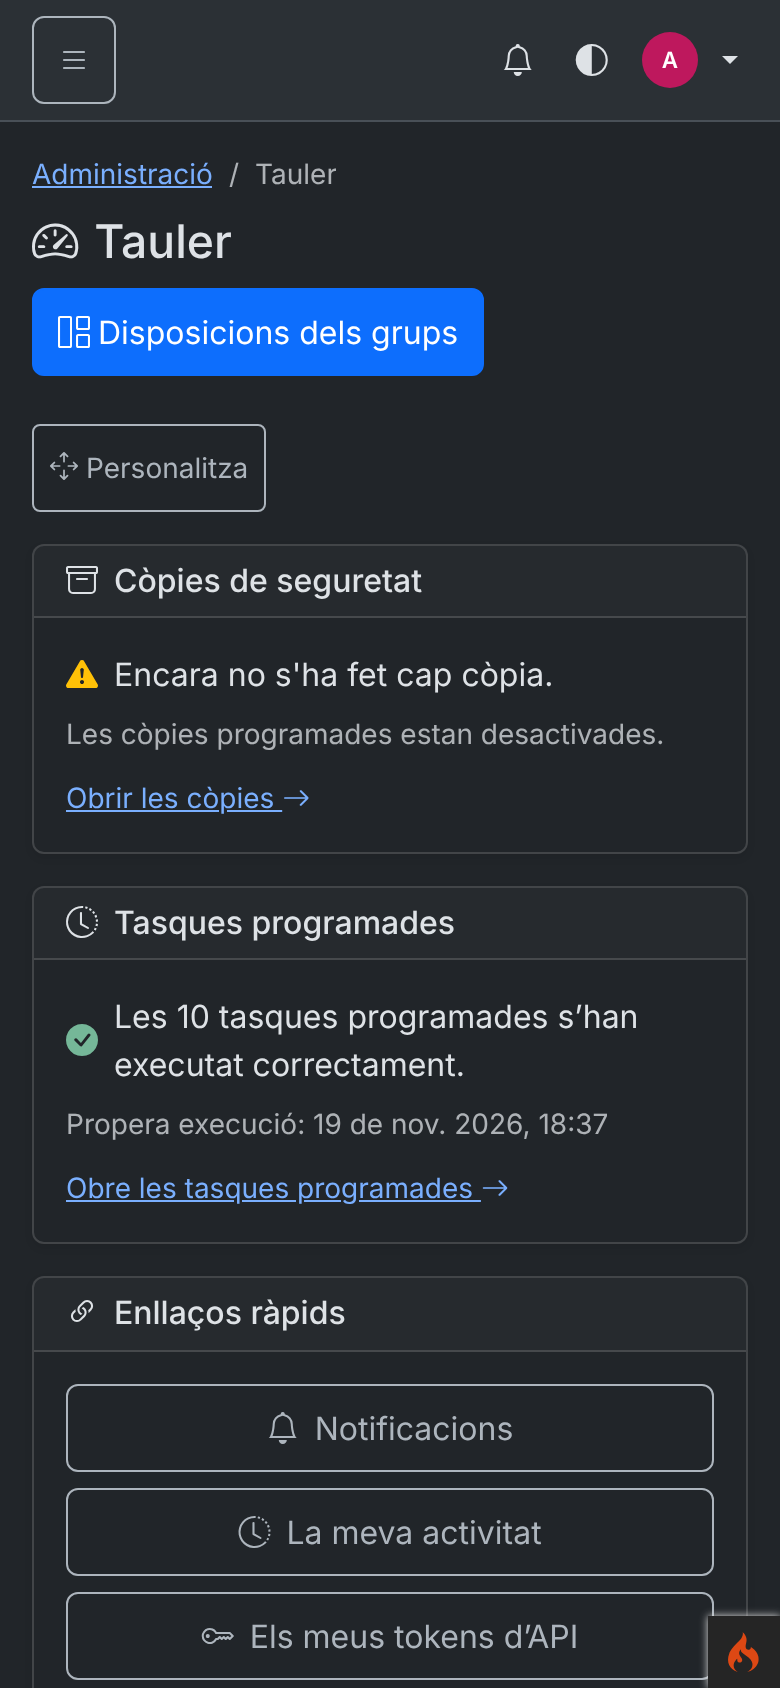 A
Administració / Tauler
Tauler
Disposicions dels grups
Personalitza
Còpies de seguretat
Encara no s'ha fet cap còpia.
Les còpies programades estan desactivades.
Obrir les còpies
Tasques programades
Les 10 tasques programades s’han
executat correctament.
Propera execució: 19 de nov. 2026, 18:37
Obre les tasques programades
Enllaços ràpids
Notificacions
La meva activitat
Els meus tokens d’API